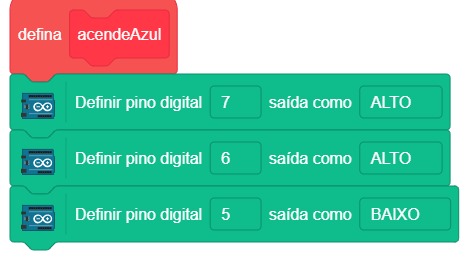 defina acendeAzul
Definir pino digital 7 saída como ALTO
Definir pino digital 6 saída como ALTO
Definir pino digital 5 saída como BAIXO